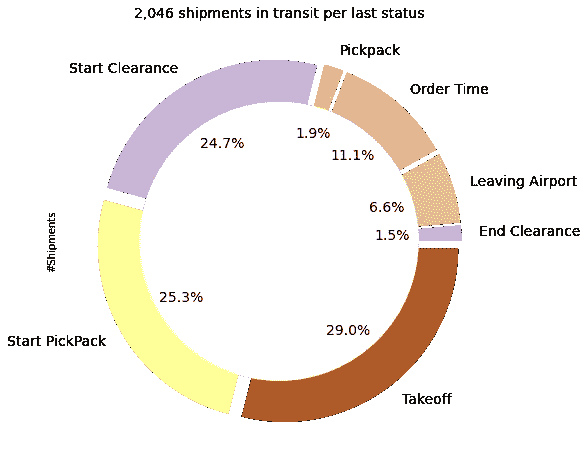 2,046 shipments in transit per last status
Pickpack
Start Clearance
Order Time
1.9%
24.7%
11.1%
Leaving Airport
6.6%
End Clearance
1.5%
#Shipments
25.3%
29.0%
Start PickPack
Takeoff